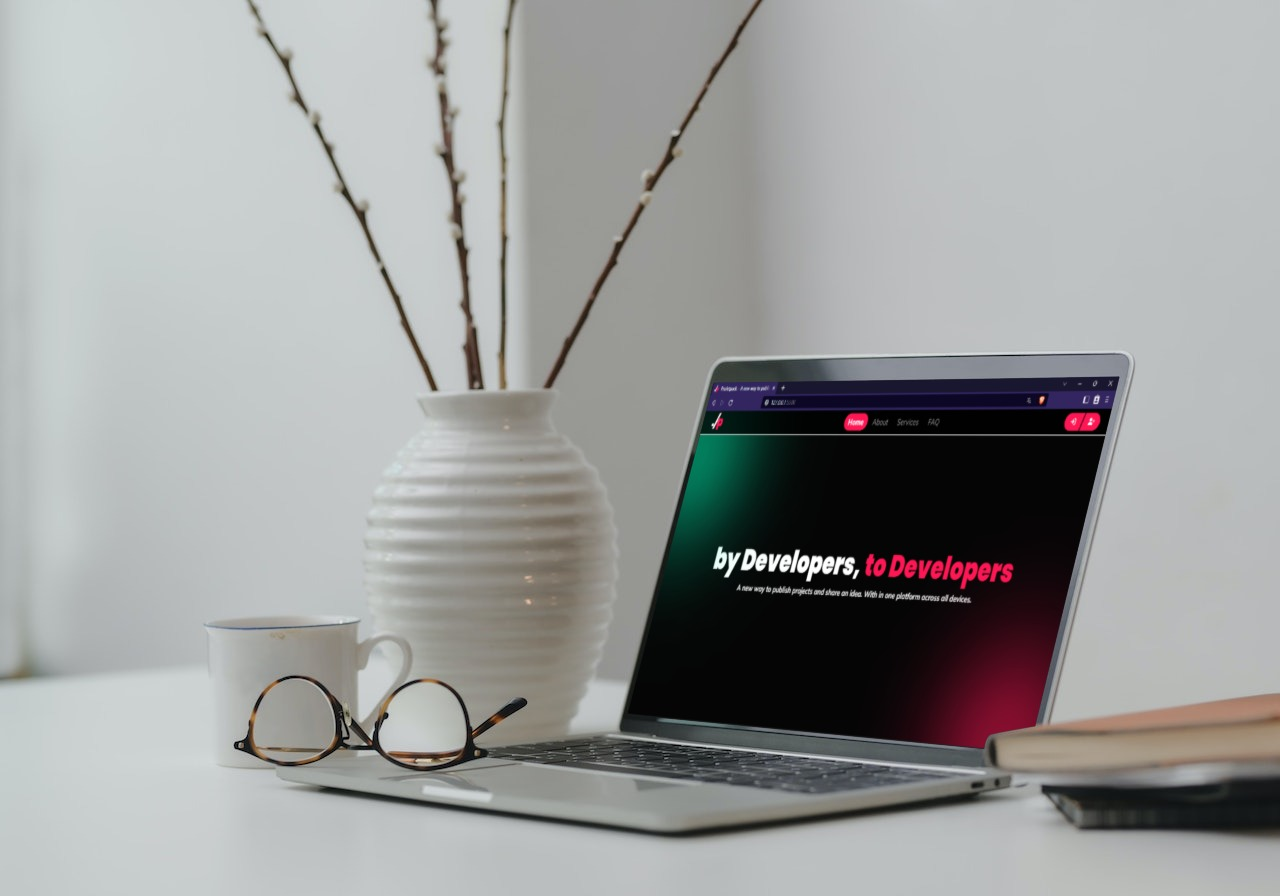 Home About Services FAQ
by Developers, to Developers
A new way to publish projects and share an idea. With in one platform across all devices.